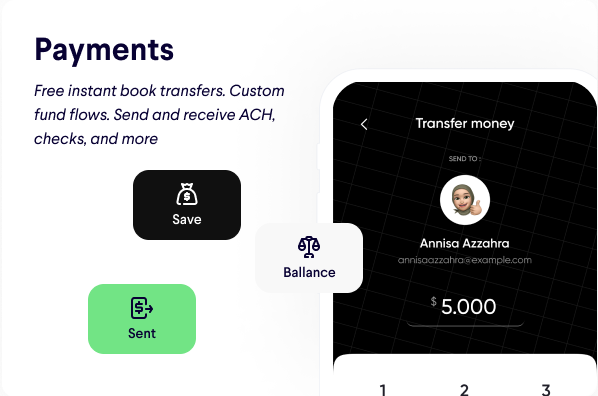 Payments
Free instant book transfers. Custom
fund flows. Send and receive ACH,
checks, and more
Save
Ballance
Sent
Transfer money
SEND TO :
Annisa Azzahra
annisaazzahra@example.com
$ 5.000
1 2 3